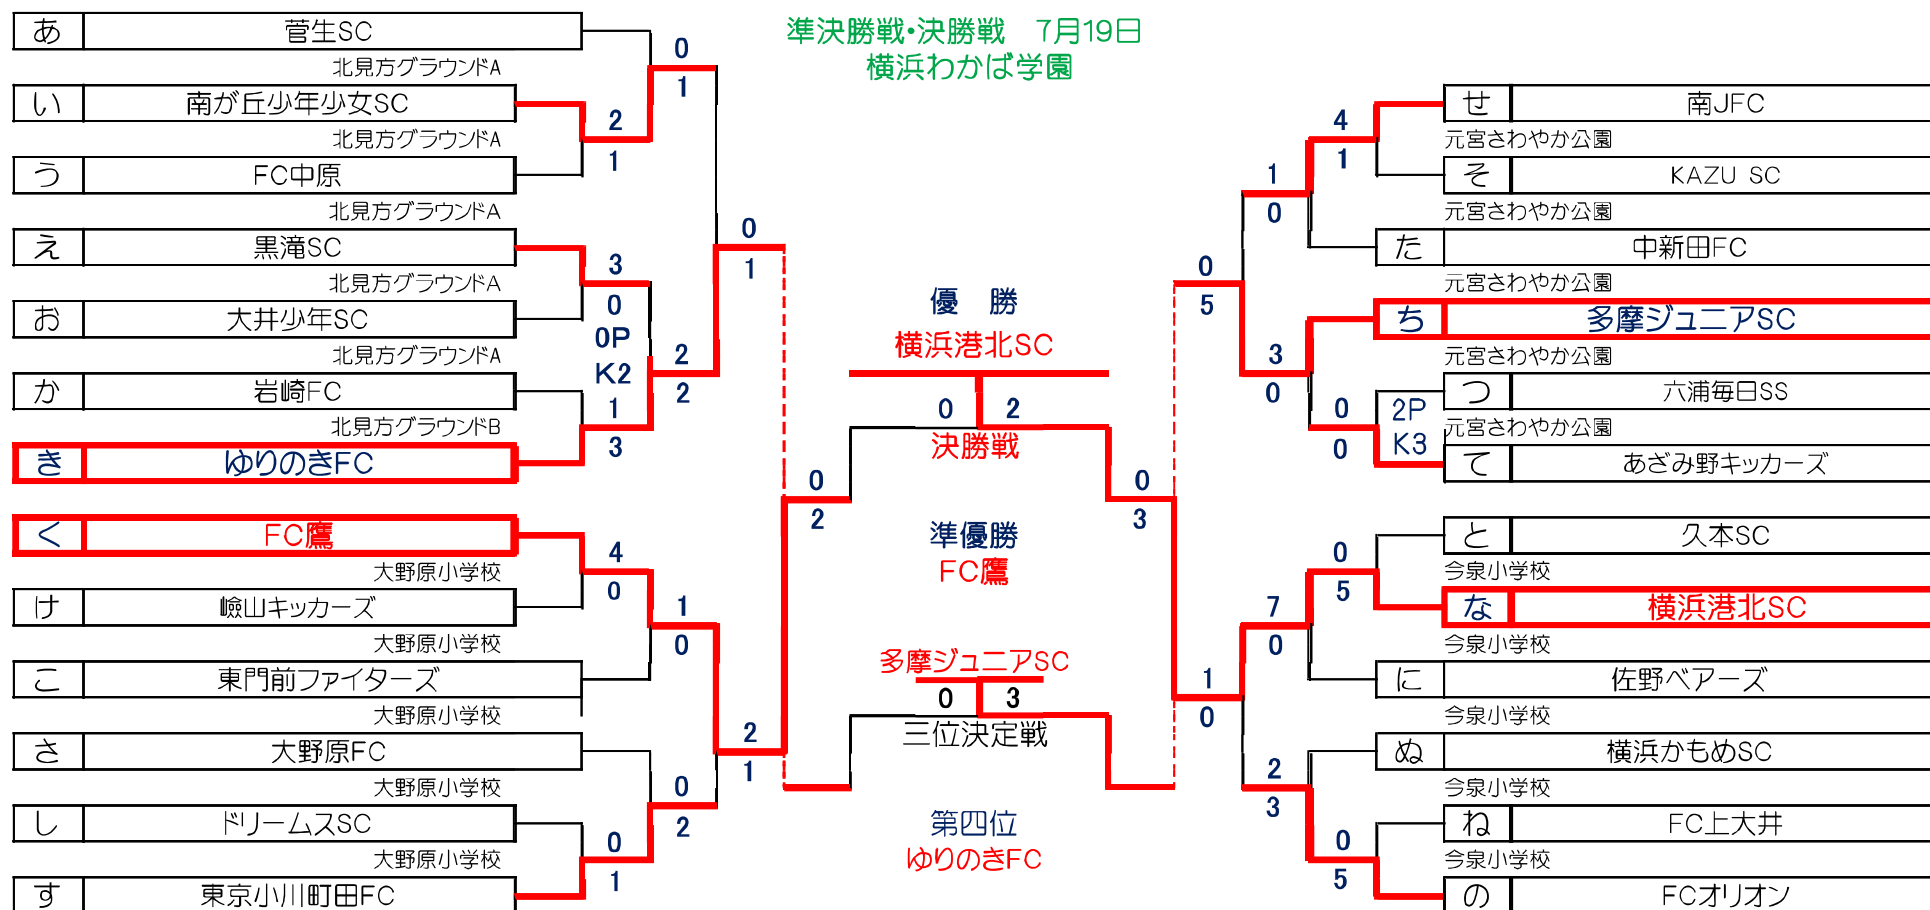 準決勝戦・決勝戦　7月19日
横浜わかば学園
あ 菅生SC
北見方グラウンドA
い 南が丘少年少女SC
北見方グラウンドA
う FC中原
北見方グラウンドA
え 黒滝SC
北見方グラウンドA
お 大井少年SC
北見方グラウンドA
か 岩崎FC
北見方グラウンドB
き ゆりのきFC
く FC鷹
大野原小学校
け 嶮山キッカーズ
大野原小学校
こ 東門前ファイターズ
大野原小学校
さ 大野原FC
大野原小学校
し ドリームスSC
大野原小学校
す 東京小川町田FC
0
1
2
1
3
0
0P
K2
1
3
2
2
0
1
4
0
1
0
2
1
0
2
0
1
0
2
優　勝
横浜港北SC
0 2
決勝戦
準優勝
FC鷹
多摩ジュニアSC
0 3
三位決定戦
第四位
ゆりのきFC
0
3
0
5
1
0
4
1
3
0
0
0
2P
K3
1
0
7
0
0
5
2
3
0
5
せ 南JFC
元宮さわやか公園
そ KAZU SC
元宮さわやか公園
た 中新田FC
元宮さわやか公園
ち 多摩ジュニアSC
元宮さわやか公園
つ 六浦毎日SS
元宮さわやか公園
て あざみ野キッカーズ
と 久本SC
今泉小学校
な 横浜港北SC
今泉小学校
に 佐野ベアーズ
今泉小学校
ぬ 横浜かもめSC
今泉小学校
ね FC上大井
今泉小学校
の FCオリオン